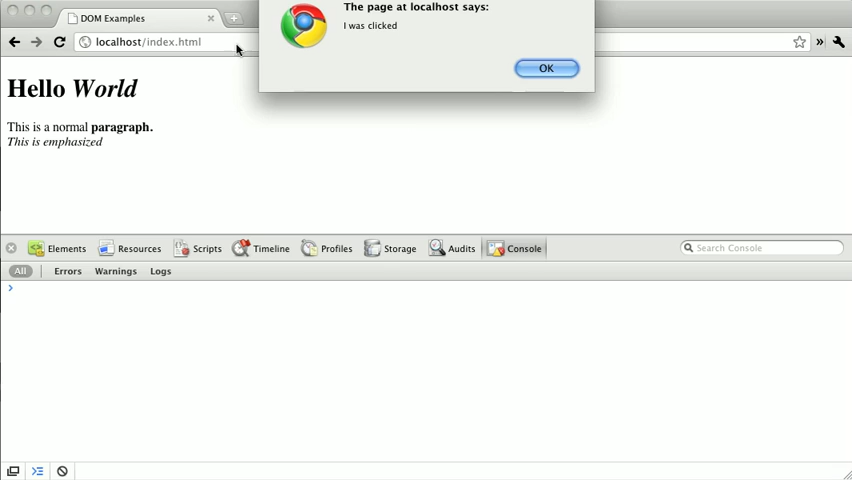 DOM Examples
The page at localhost says:
I was clicked
OK
localhost/index.html
Hello World
This is a normal paragraph.
This is emphasized
Elements Resources Scripts Timeline Profiles Storage Audits Console Search Console
All Errors Warnings Logs